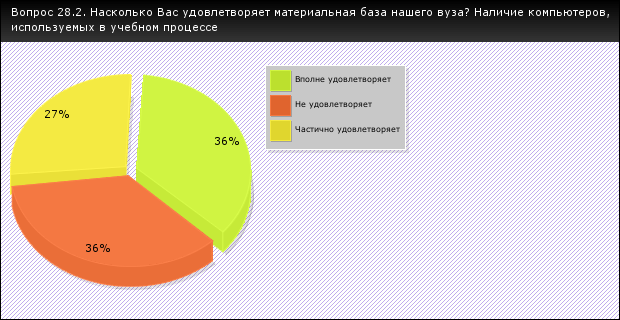 Вопрос 28.2. Насколько Вас удовлетворяет материальная база нашего вуза? Наличие компьютеров,
используемых в учебном процессе
Вполне удовлетворяет
Не удовлетворяет
Частично удовлетворяет
27%
36%
36%